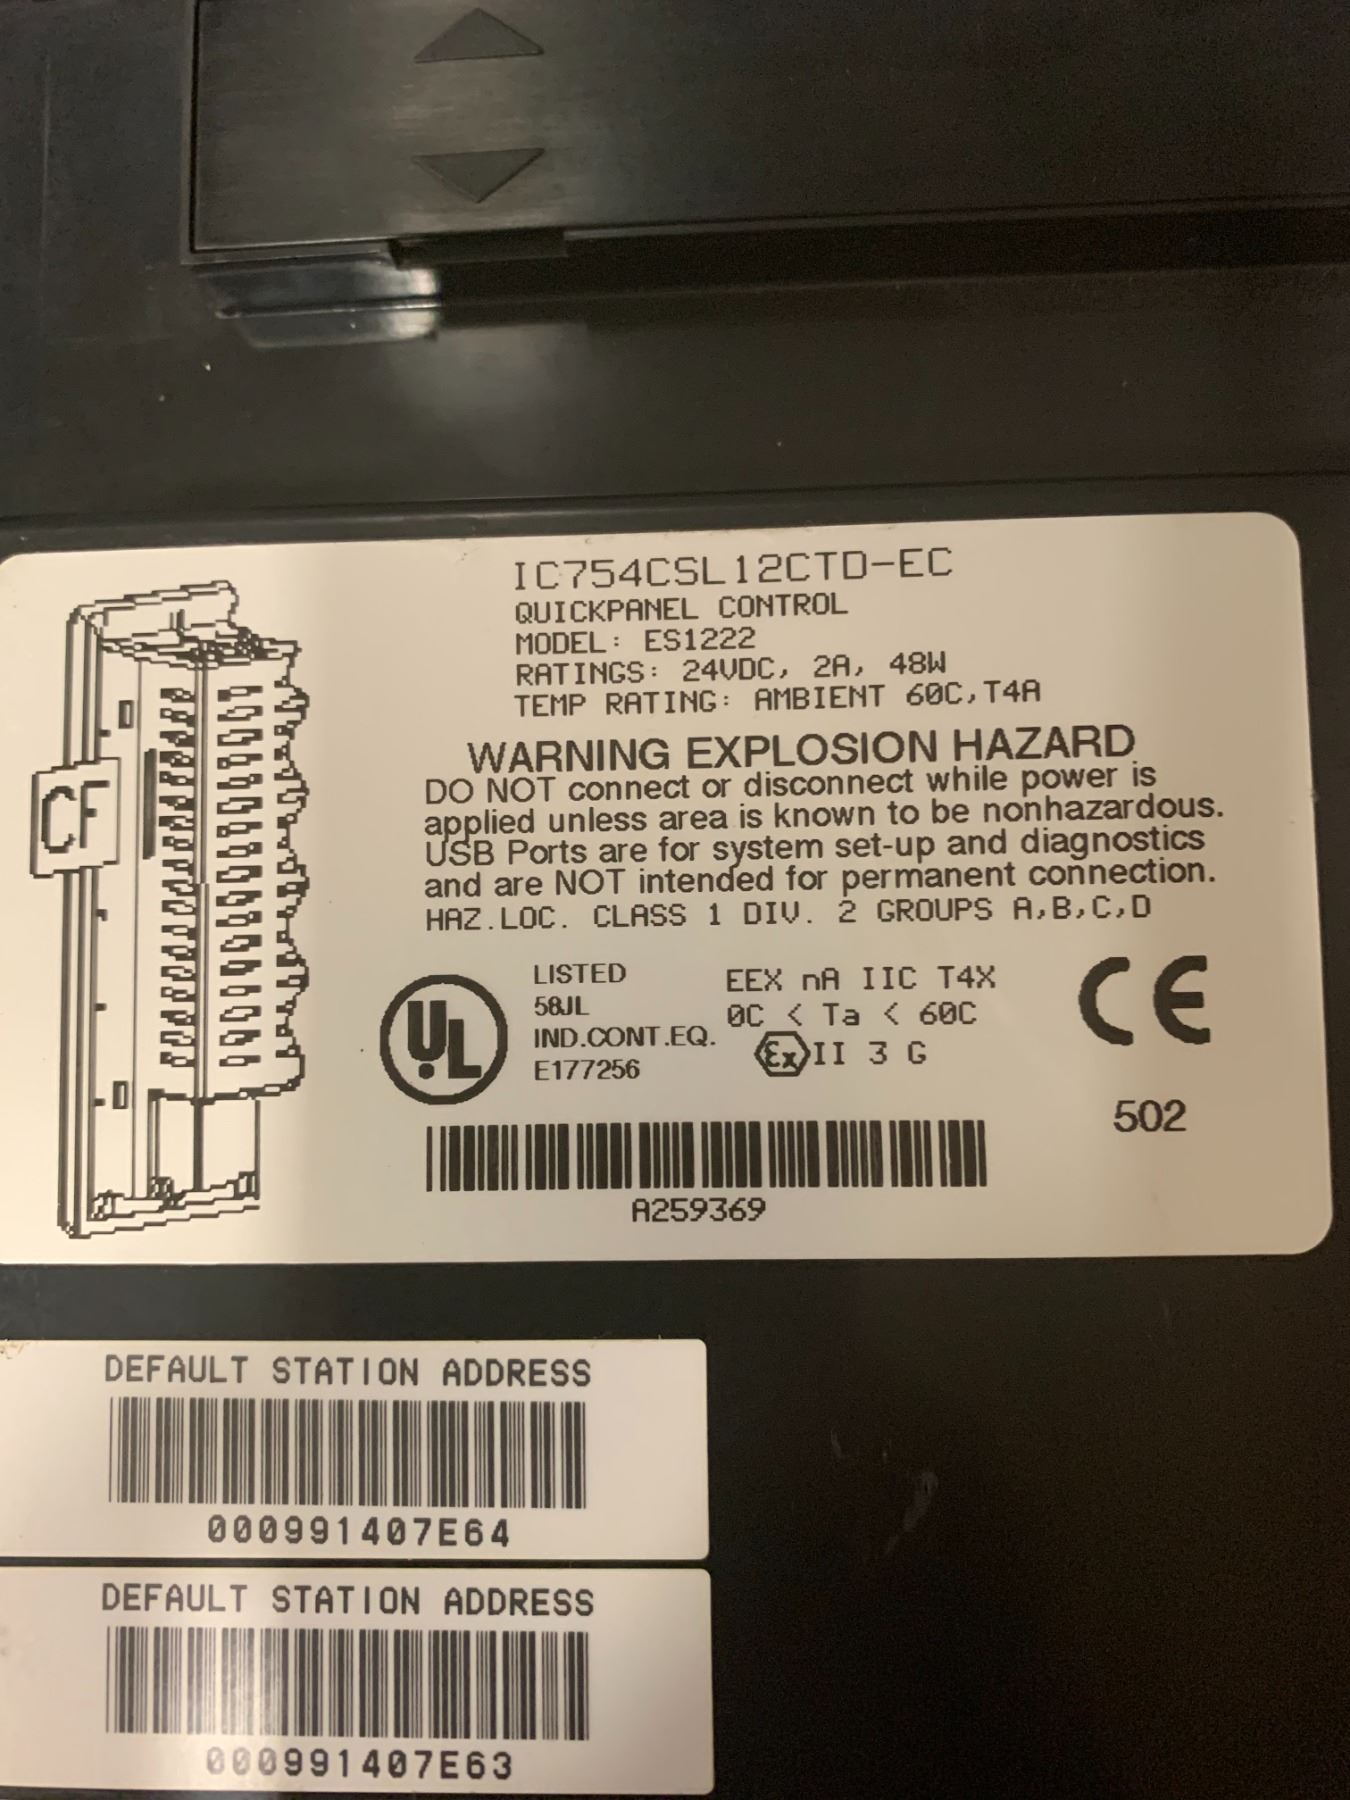 IC754CSL12CTD-EC
QUICKPANEL CONTROL
MODEL: ES1222
RATINGS: 24VDC, 2A, 48W
TEMP RATING: AMBIENT 60C,T4A
WARNING EXPLOSION HAZARD
DO NOT connect or disconnect while power is
applied unless area is known to be nonhazardous.
USB Ports are for system set-up and diagnostics
and are NOT intended for permanent connection.
HAZ.LOC. CLASS 1 DIV. 2 GROUPS A,B,C,D
CF
UL
LISTED
58JL
IND.CONT.EQ.
E177256
EEX nA IIC T4X
0C < Ta < 60C
Ex II 3 G
CE
502
A259369
DEFAULT STATION ADDRESS
000991407E64
DEFAULT STATION ADDRESS
000991407E63